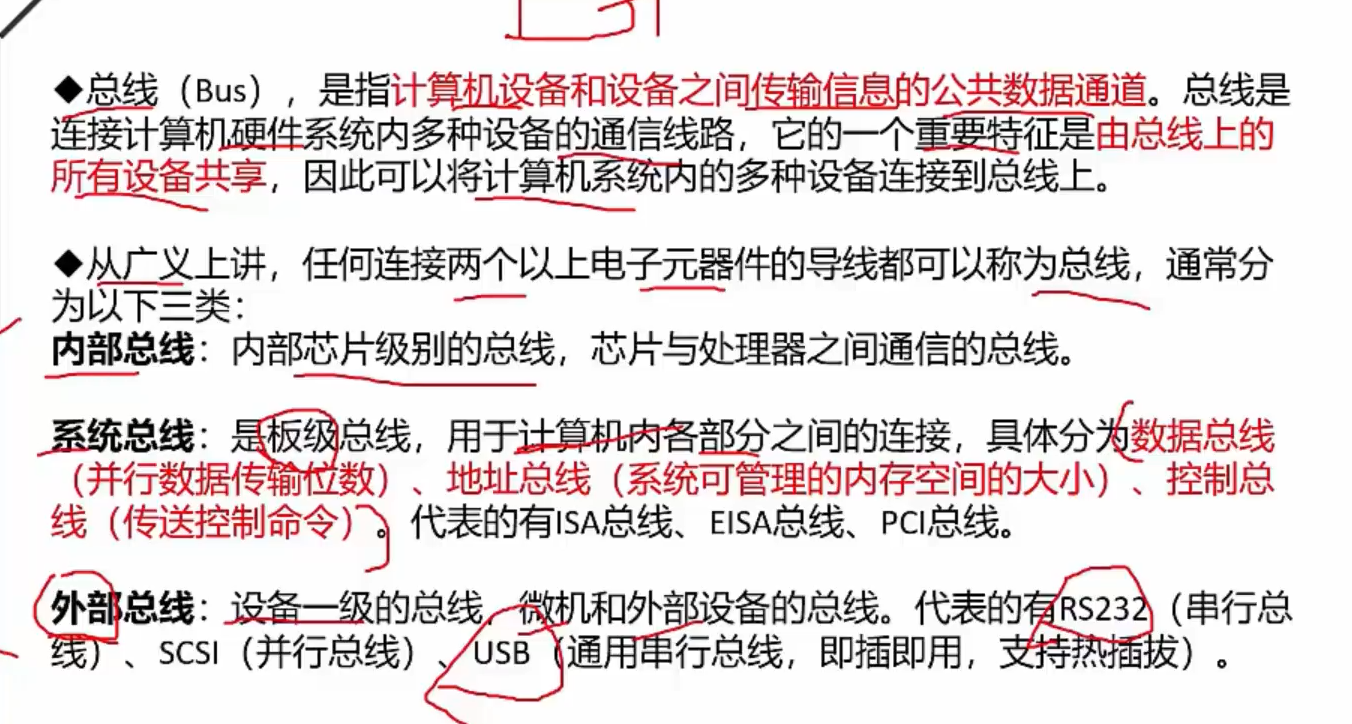 ◆总线（Bus），是指计算机设备和设备之间传输信息的公共数据通道。总线是
连接计算机硬件系统内多种设备的通信线路，它的一个重要特征是由总线上的
所有设备共享，因此可以将计算机系统内的多种设备连接到总线上。
◆从广义上讲，任何连接两个以上电子元器件的导线都可以称为总线，通常分
为以下三类：
内部总线：内部芯片级别的总线，芯片与处理器之间通信的总线。
系统总线：是板级总线，用于计算机内各部分之间的连接，具体分为数据总线
（并行数据传输位数）、地址总线（系统可管理的内存空间的大小）、控制总
线（传送控制命令）。代表的有ISA总线、EISA总线、PCI总线。
外部总线：设备一级的总线，微机和外部设备的总线。代表的有RS232（串行总
线）、SCSI（并行总线）、USB（通用串行总线，即插即用，支持热插拔）。